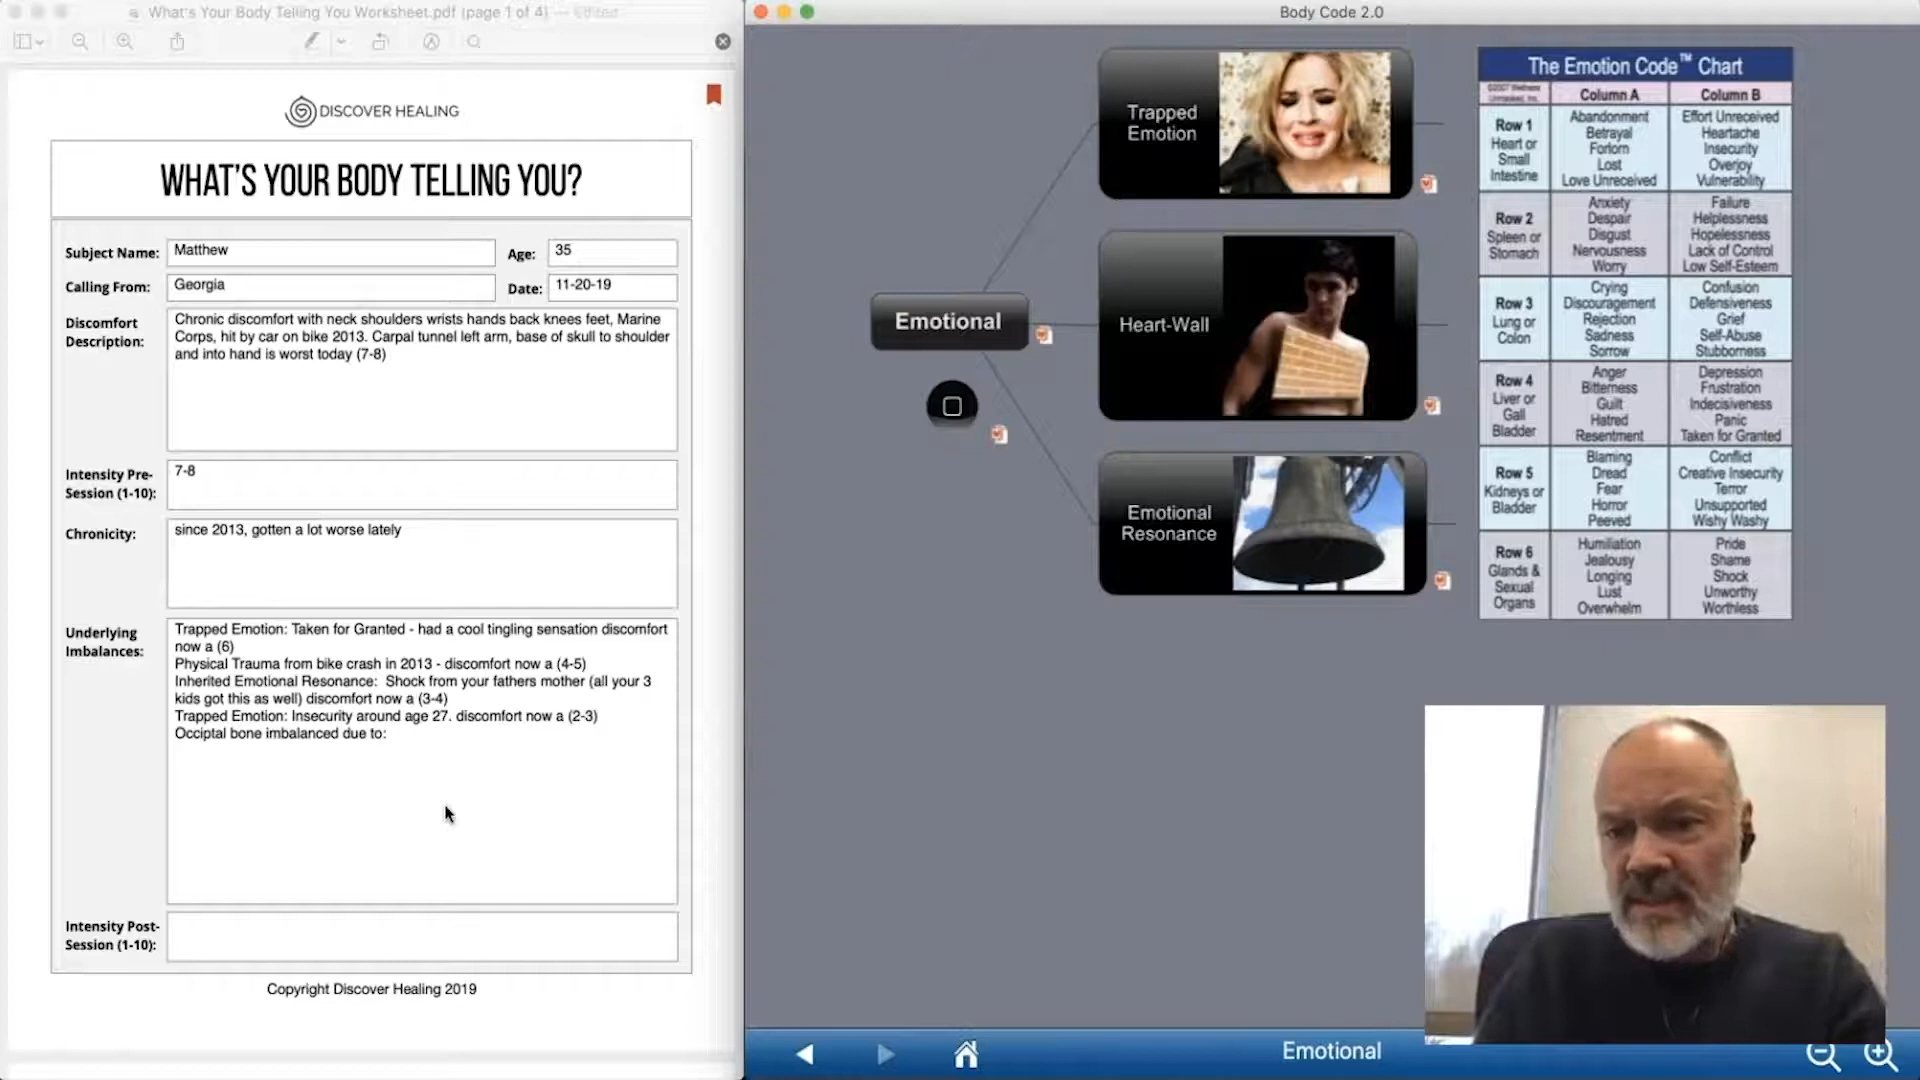 What's Your Body Telling You Worksheet.pdf (page 1 of 4) — Edited
DISCOVER HEALING
WHAT'S YOUR BODY TELLING YOU?
Subject Name:
Matthew
Age:
35
Calling From:
Georgia
Date:
11-20-19
Discomfort
Description:
Chronic discomfort with neck shoulders wrists hands back knees feet, Marine
Corps, hit by car on bike 2013. Carpal tunnel left arm, base of skull to shoulder
and into hand is worst today (7-8)
Intensity Pre-
Session (1-10):
7-8
Chronicity:
since 2013, gotten a lot worse lately
Underlying
Imbalances:
Trapped Emotion: Taken for Granted - had a cool tingling sensation discomfort
now a (6)
Physical Trauma from bike crash in 2013 - discomfort now a (4-5)
Inherited Emotional Resonance:  Shock from your fathers mother (all your 3
kids got this as well) discomfort now a (3-4)
Trapped Emotion: Insecurity around age 27. discomfort now a (2-3)
Occiptal bone imbalanced due to:
Intensity Post-
Session (1-10):
Copyright Discover Healing 2019
Body Code 2.0
Emotional
Trapped
Emotion
Heart-Wall
Emotional
Resonance
The Emotion Code™ Chart
©2007 Wellness
Unmasked, Inc.
Column A
Column B
Row 1
Heart or
Small
Intestine
Abandonment
Betrayal
Forlorn
Lost
Love Unreceived
Effort Unreceived
Heartache
Insecurity
Overjoy
Vulnerability
Row 2
Spleen or
Stomach
Anxiety
Despair
Disgust
Nervousness
Worry
Failure
Helplessness
Hopelessness
Lack of Control
Low Self-Esteem
Row 3
Lung or
Colon
Crying
Discouragement
Rejection
Sadness
Sorrow
Confusion
Defensiveness
Grief
Self-Abuse
Stubborness
Row 4
Liver or
Gall
Bladder
Anger
Bitterness
Guilt
Hatred
Resentment
Depression
Frustration
Indecisiveness
Panic
Taken for Granted
Row 5
Kidneys or
Bladder
Blaming
Dread
Fear
Horror
Peeved
Conflict
Creative Insecurity
Terror
Unsupported
Wishy Washy
Row 6
Glands &
Sexual
Organs
Humiliation
Jealousy
Longing
Lust
Overwhelm
Pride
Shame
Shock
Unworthy
Worthless
Emotional